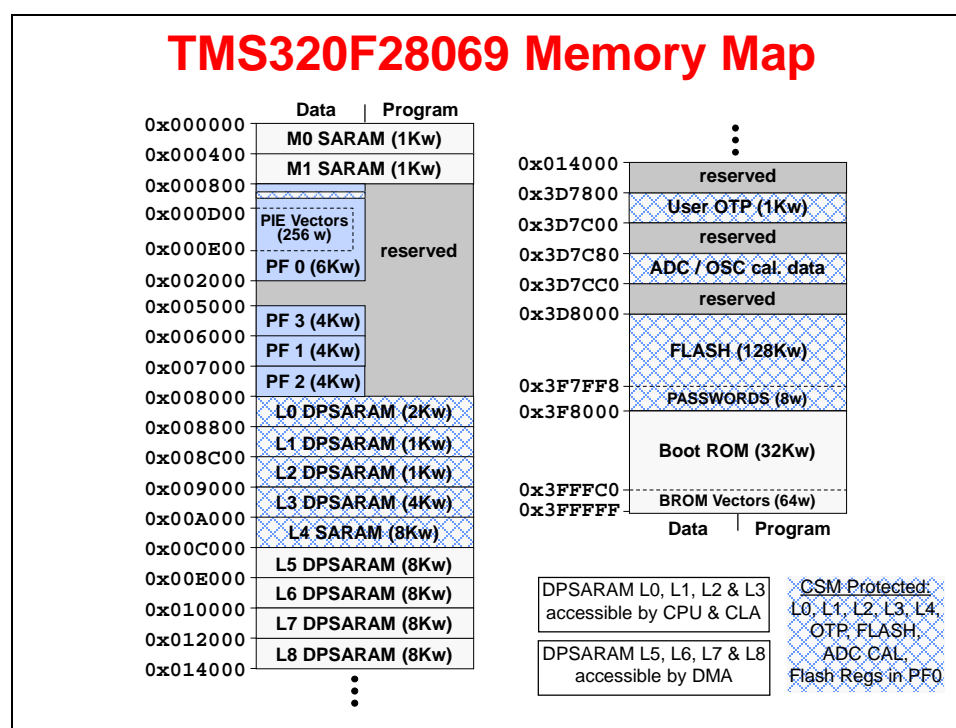 TMS320F28069 Memory Map
Data Program
0x000000
M0 SARAM (1Kw)
0x000400
M1 SARAM (1Kw)
0x000800
0x000D00
PIE Vectors
(256 w)
0x000E00
reserved
PF 0 (6Kw)
0x002000
0x005000
PF 3 (4Kw)
0x006000
PF 1 (4Kw)
0x007000
PF 2 (4Kw)
0x008000
L0 DPSARAM (2Kw)
0x008800
L1 DPSARAM (1Kw)
0x008C00
L2 DPSARAM (1Kw)
0x009000
L3 DPSARAM (4Kw)
0x00A000
L4 SARAM (8Kw)
0x00C000
L5 DPSARAM (8Kw)
0x00E000
L6 DPSARAM (8Kw)
0x010000
L7 DPSARAM (8Kw)
0x012000
L8 DPSARAM (8Kw)
0x014000
0x014000
reserved
0x3D7800
User OTP (1Kw)
0x3D7C00
reserved
0x3D7C80
ADC / OSC cal. data
0x3D7CC0
reserved
0x3D8000
FLASH (128Kw)
0x3F7FF8
PASSWORDS (8w)
0x3F8000
Boot ROM (32Kw)
0x3FFFC0
BROM Vectors (64w)
0x3FFFFF
Data Program
DPSARAM L0, L1, L2 & L3
accessible by CPU & CLA
DPSARAM L5, L6, L7 & L8
accessible by DMA
CSM Protected:
L0, L1, L2, L3, L4,
OTP, FLASH,
ADC CAL,
Flash Regs in PF0